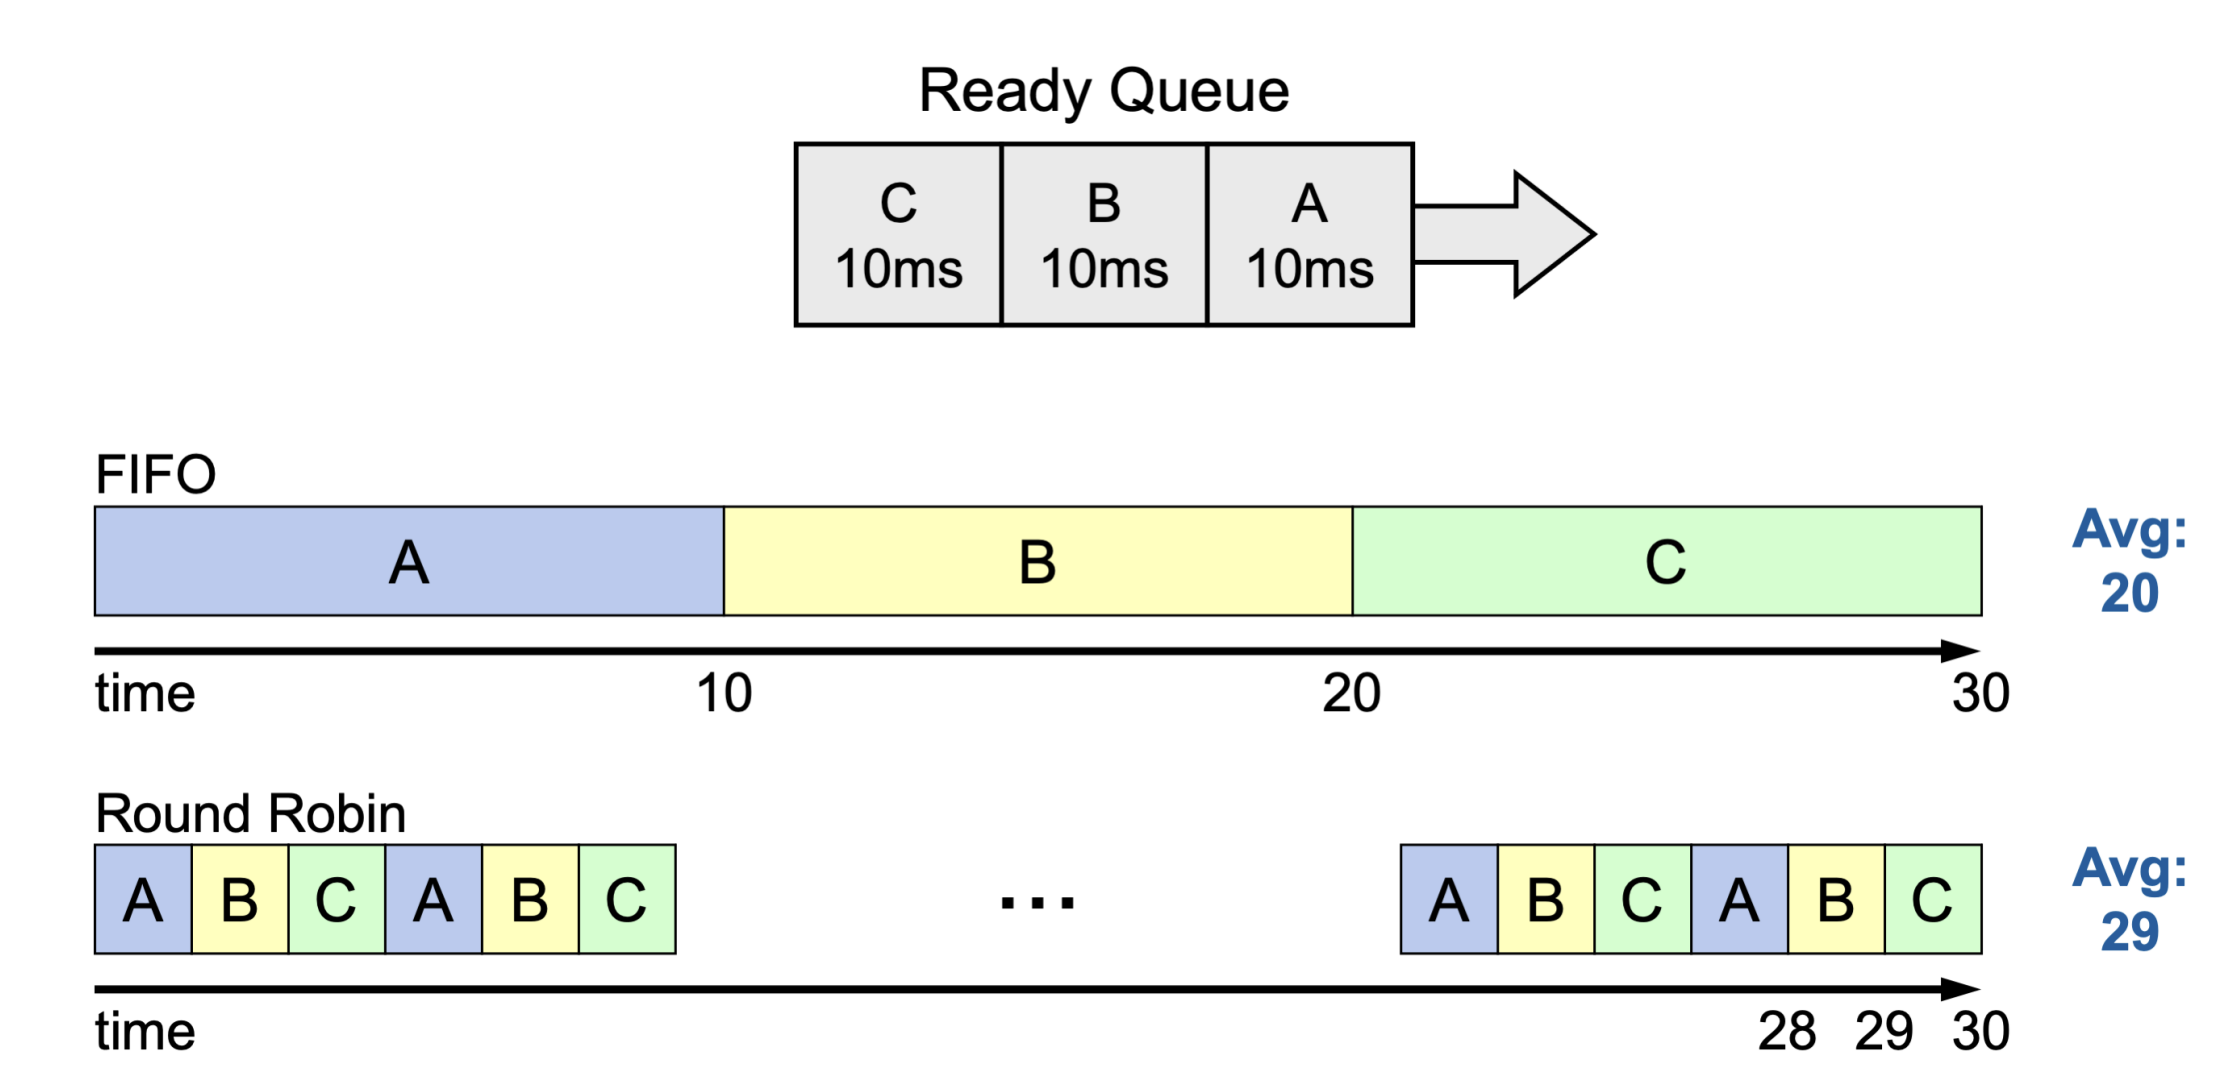 Ready Queue
C B A
10ms 10ms 10ms
FIFO
A B C
Avg:
20
time 10 20 30
Round Robin
A B C A B C ... A B C A B C
Avg:
29
time 28 29 30